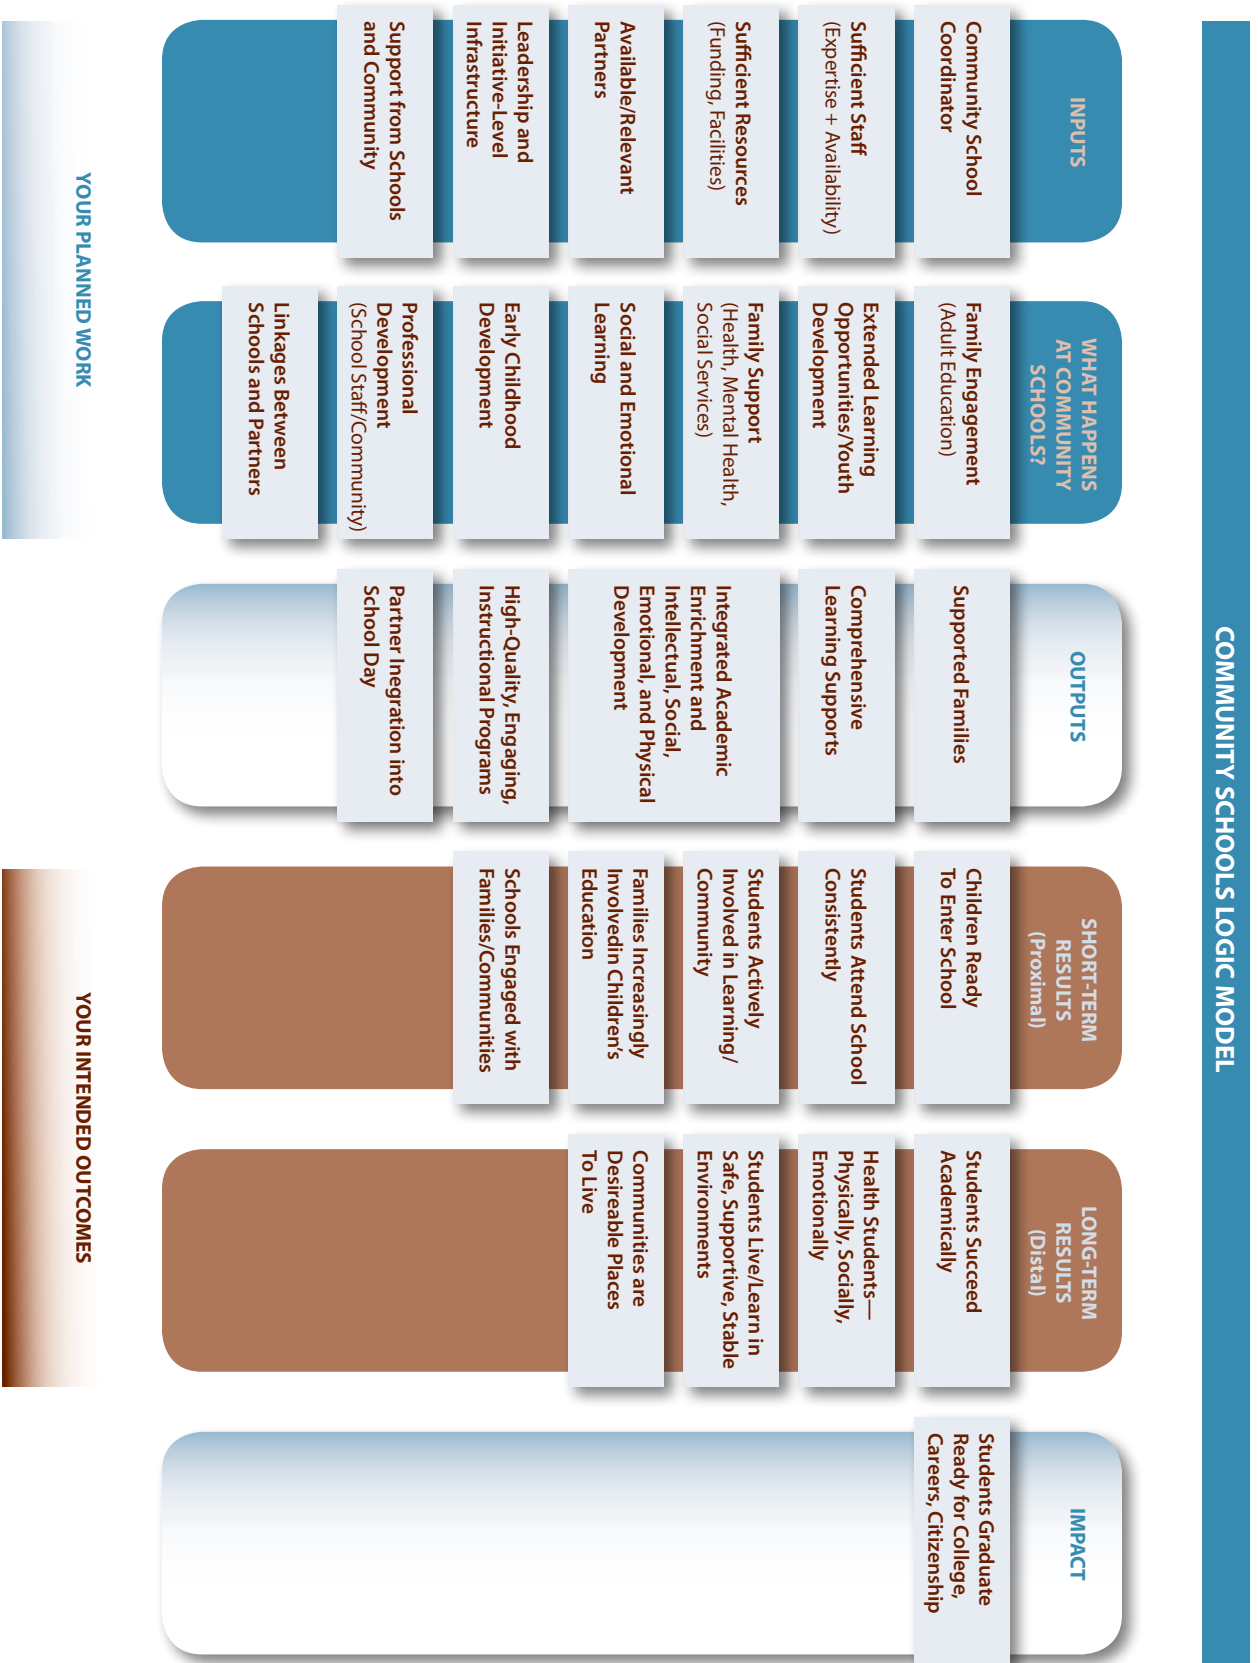 COMMUNITY SCHOOLS LOGIC MODEL
INPUTS
Community School
Coordinator
Sufficient Staff
(Expertise + Availability)
Sufficient Resources
(Funding, Facilities)
Available/Relevant
Partners
Leadership and
Initiative-Level
Infrastructure
Support from Schools
and Community
WHAT HAPPENS
AT COMMUNITY
SCHOOLS?
Family Engagement
(Adult Education)
Extended Learning
Opportunities/Youth
Development
Family Support
(Health, Mental Health,
Social Services)
Social and Emotional
Learning
Early Childhood
Development
Professional
Development
(School Staff/Community)
Linkages Between
Schools and Partners
OUTPUTS
Supported Families
Comprehensive
Learning Supports
Integrated Academic
Enrichment and
Intellectual, Social,
Emotional, and Physical
Development
High-Quality, Engaging,
Instructional Programs
Partner Inegration into
School Day
SHORT-TERM
RESULTS
(Proximal)
Children Ready
To Enter School
Students Attend School
Consistently
Students Actively
Involved in Learning/
Community
Families Increasingly
Involvedin Children’s
Education
Schools Engaged with
Families/Communities
LONG-TERM
RESULTS
(Distal)
Students Succeed
Academically
Health Students—
Physically, Socially,
Emotionally
Students Live/Learn in
Safe, Supportive, Stable
Environments
Communities are
Desireable Places
To Live
IMPACT
Students Graduate
Ready for College,
Careers, Citizenship
YOUR PLANNED WORK
YOUR INTENDED OUTCOMES